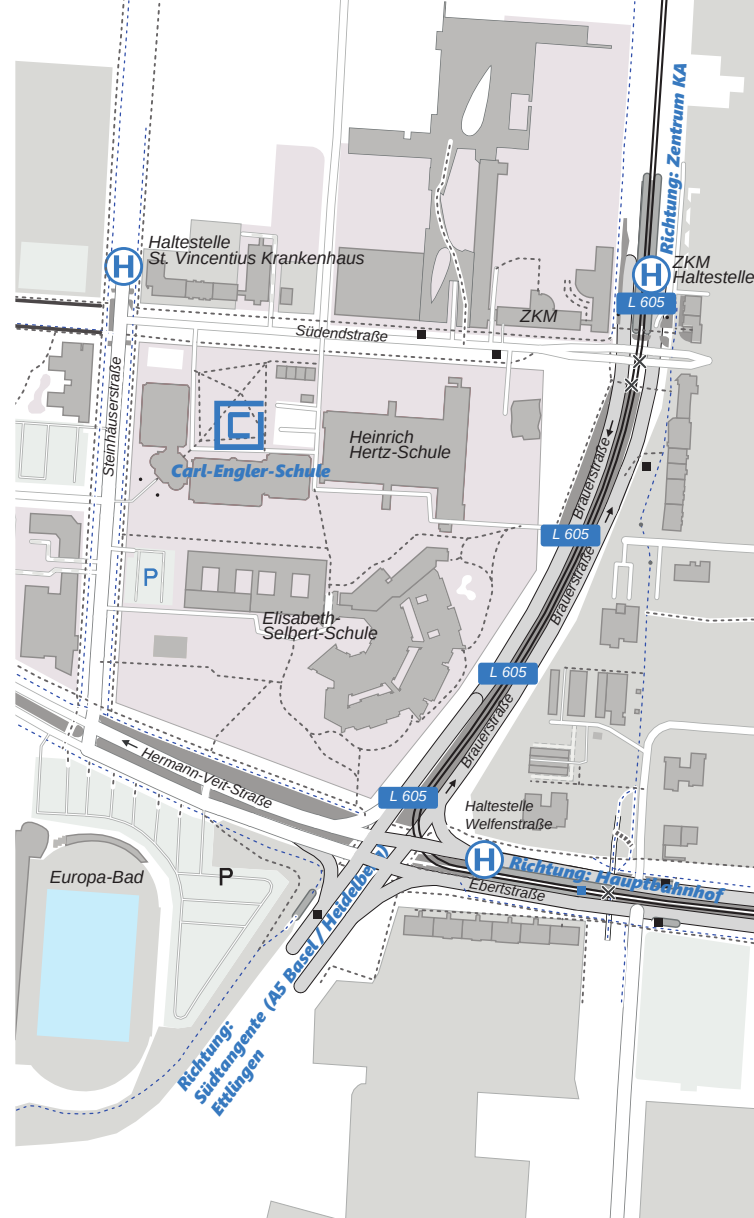 Richtung: Zentrum KA
H
Haltestelle
St. Vincentius Krankenhaus
H
ZKM
Haltestelle
L 605
ZKM
Südendstraße
Steinhäuserstraße
Heinrich
Hertz-Schule
Carl-Engler-Schule
Brauerstraße
L 605
Brauerstraße
P
Elisabeth-
Selbert-Schule
L 605
Brauerstraße
Hermann-Veit-Straße
L 605
Haltestelle
Welfenstraße
H
Richtung: Hauptbahnhof
Ebertstraße
Europa-Bad
P
Richtung:
Südtangente (A5 Basel / Heidelberg)
Ettlingen